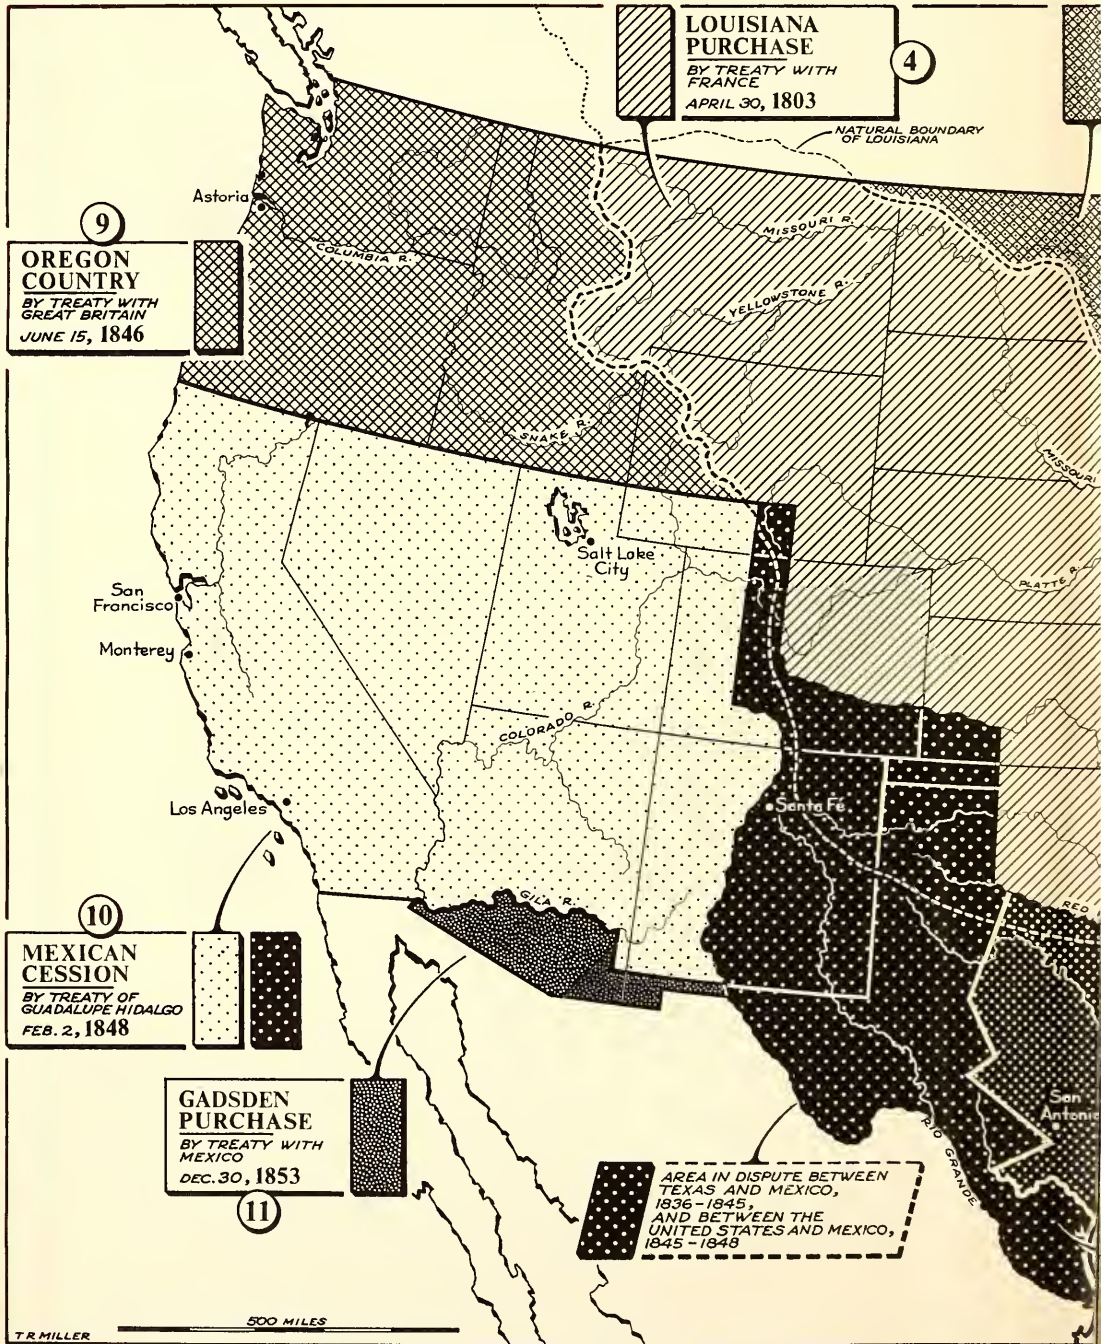 LOUISIANA
PURCHASE
BY TREATY WITH
FRANCE
APRIL 30, 1803
4
NATURAL BOUNDARY
OF LOUISIANA
Astoria
COLUMBIA R.
MISSOURI R.
YELLOWSTONE R.
9
OREGON
COUNTRY
BY TREATY WITH
GREAT BRITAIN
JUNE 15, 1846
SNAKE R.
MISSOURI
Salt Lake
City
PLATTE R.
San
Francisco
Monterey
COLORADO R.
Los Angeles
Santa Fé
GILA R.
RED
10
MEXICAN
CESSION
BY TREATY OF
GUADALUPE HIDALGO
FEB. 2, 1848
GADSDEN
PURCHASE
BY TREATY WITH
MEXICO
DEC. 30, 1853
11
San
Antonio
RIO GRANDE
AREA IN DISPUTE BETWEEN
TEXAS AND MEXICO,
1836-1845,
AND BETWEEN THE
UNITED STATES AND MEXICO,
1845-1848
500 MILES
T R MILLER